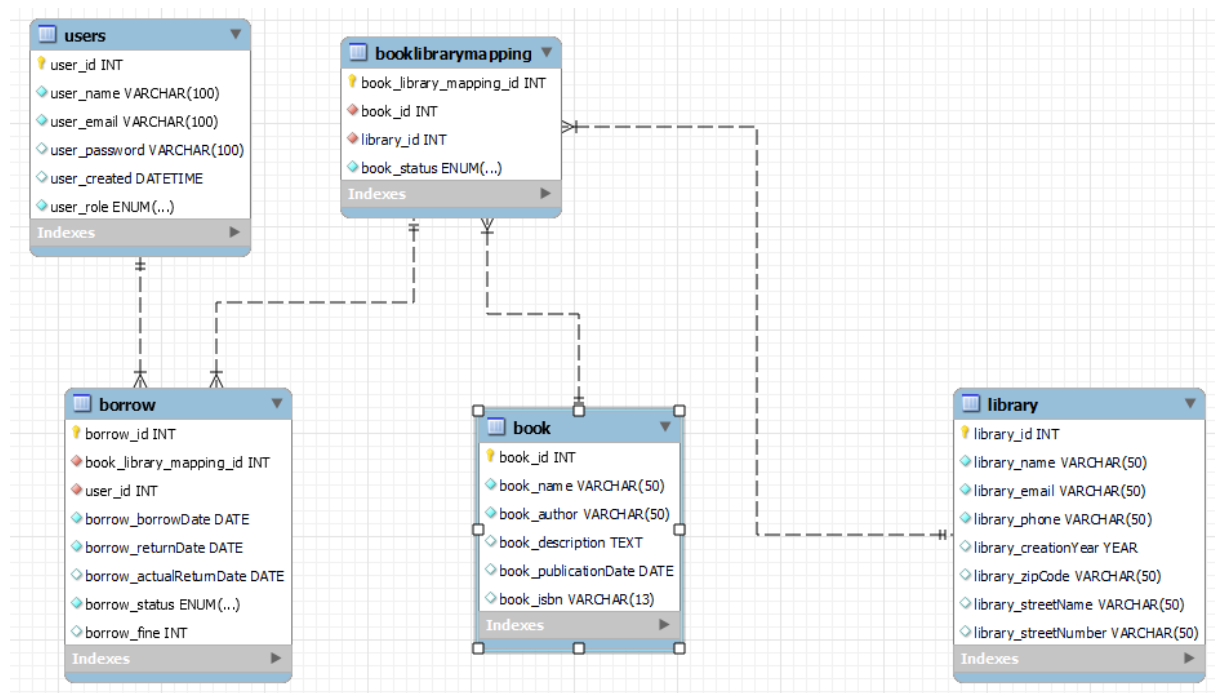 users
user_id INT
user_name VARCHAR(100)
user_email VARCHAR(100)
user_password VARCHAR(100)
user_created DATETIME
user_role ENUM(...)
Indexes
booklibrarymapping
book_library_mapping_id INT
book_id INT
library_id INT
book_status ENUM(...)
Indexes
borrow
borrow_id INT
book_library_mapping_id INT
user_id INT
borrow_borrowDate DATE
borrow_returnDate DATE
borrow_actualReturnDate DATE
borrow_status ENUM(...)
borrow_fine INT
Indexes
book
book_id INT
book_name VARCHAR(50)
book_author VARCHAR(50)
book_description TEXT
book_publicationDate DATE
book_isbn VARCHAR(13)
Indexes
library
library_id INT
library_name VARCHAR(50)
library_email VARCHAR(50)
library_phone VARCHAR(50)
library_creationYear YEAR
library_zipCode VARCHAR(50)
library_streetName VARCHAR(50)
library_streetNumber VARCHAR(50)
Indexes